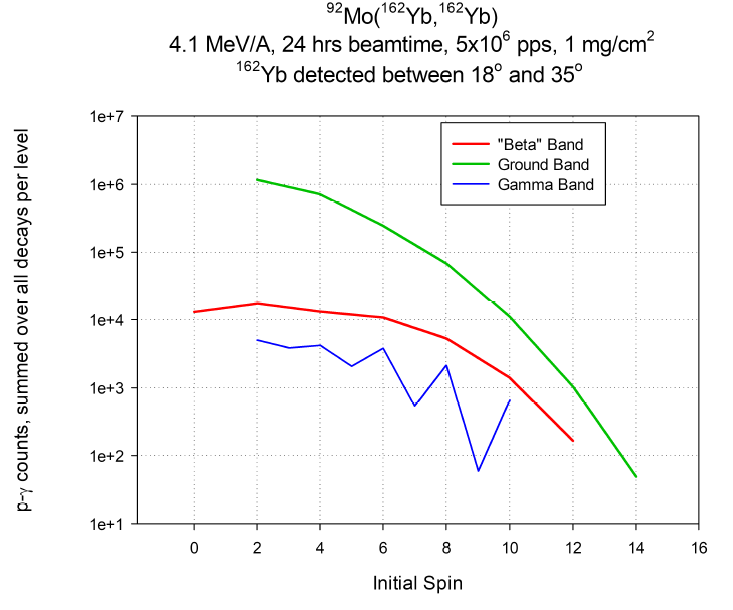 ⁹²Mo(¹⁶²Yb,¹⁶²Yb)
4.1 MeV/A, 24 hrs beamtime, 5x10⁶ pps, 1 mg/cm²
¹⁶²Yb detected between 18° and 35°
p-γ counts, summed over all decays per level
1e+7
1e+6
1e+5
1e+4
1e+3
1e+2
1e+1
"Beta" Band
Ground Band
Gamma Band
0 2 4 6 8 10 12 14 16
Initial Spin